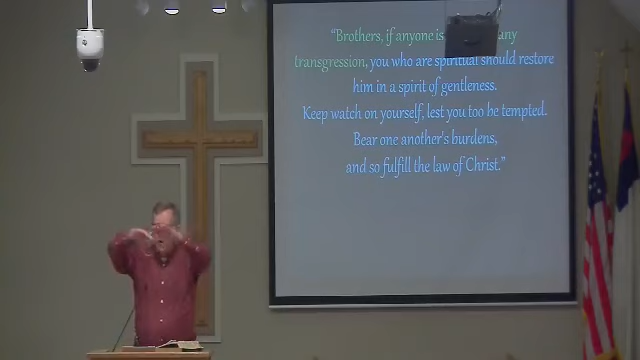 “Brothers, if anyone is any
transgression, you who are spiritual should restore
him in a spirit of gentleness.
Keep watch on yourself, lest you too be tempted.
Bear one another's burdens,
and so fulfill the law of Christ.”